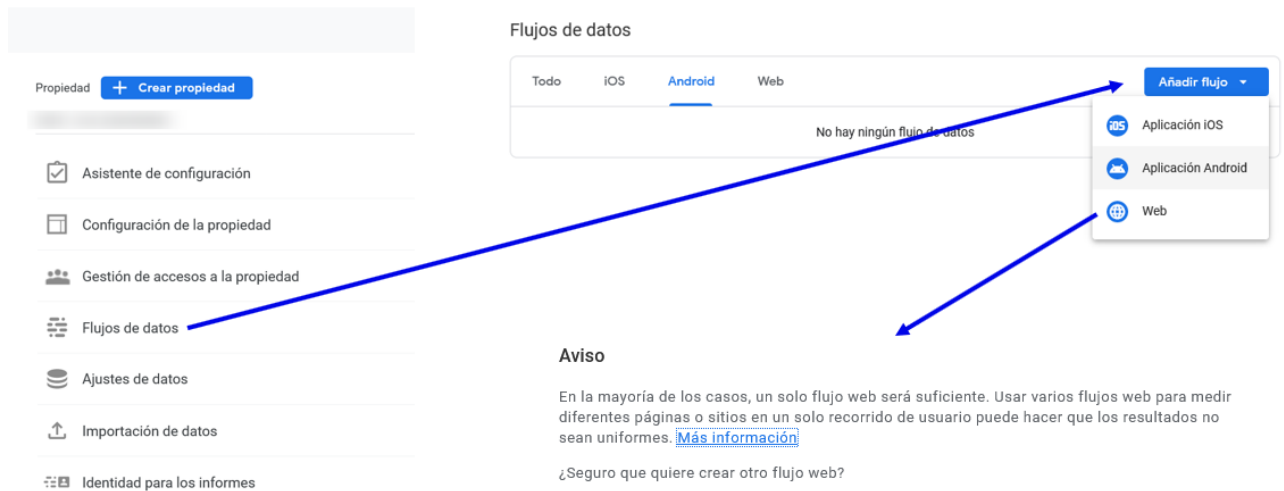 Propiedad
+ Crear propiedad
Asistente de configuración
Configuración de la propiedad
Gestión de accesos a la propiedad
Flujos de datos
Ajustes de datos
Importación de datos
Identidad para los informes
Flujos de datos
Todo iOS Android Web
Añadir flujo
No hay ningún flujo de datos
iOS Aplicación iOS
Aplicación Android
Web
Aviso
En la mayoría de los casos, un solo flujo web será suficiente. Usar varios flujos web para medir
diferentes páginas o sitios en un solo recorrido de usuario puede hacer que los resultados no
sean uniformes. Más información
¿Seguro que quiere crear otro flujo web?